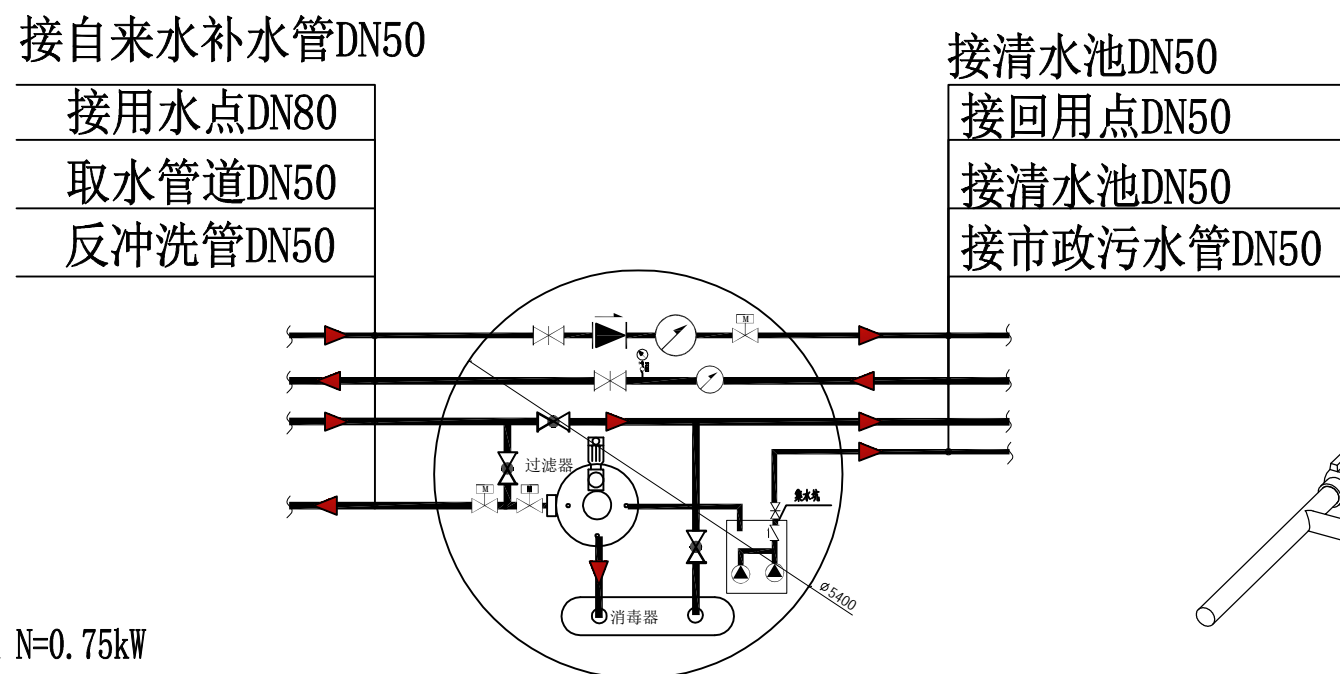 接自来水补水管DN50
接用水点DN80
取水管道DN50
反冲洗管DN50
接清水池DN50
接回用点DN50
接清水池DN50
接市政污水管DN50
M
过滤器
M
集水坑
ø5400
消毒器
N=0.75kW